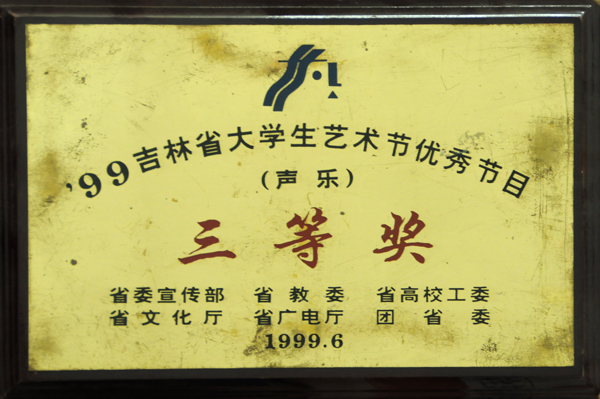 '99吉林省大学生艺术节优秀节目
(声乐)
三等奖
省委宣传部 省教委 省高校工委
省文化厅 省广电厅 团省委
1999.6